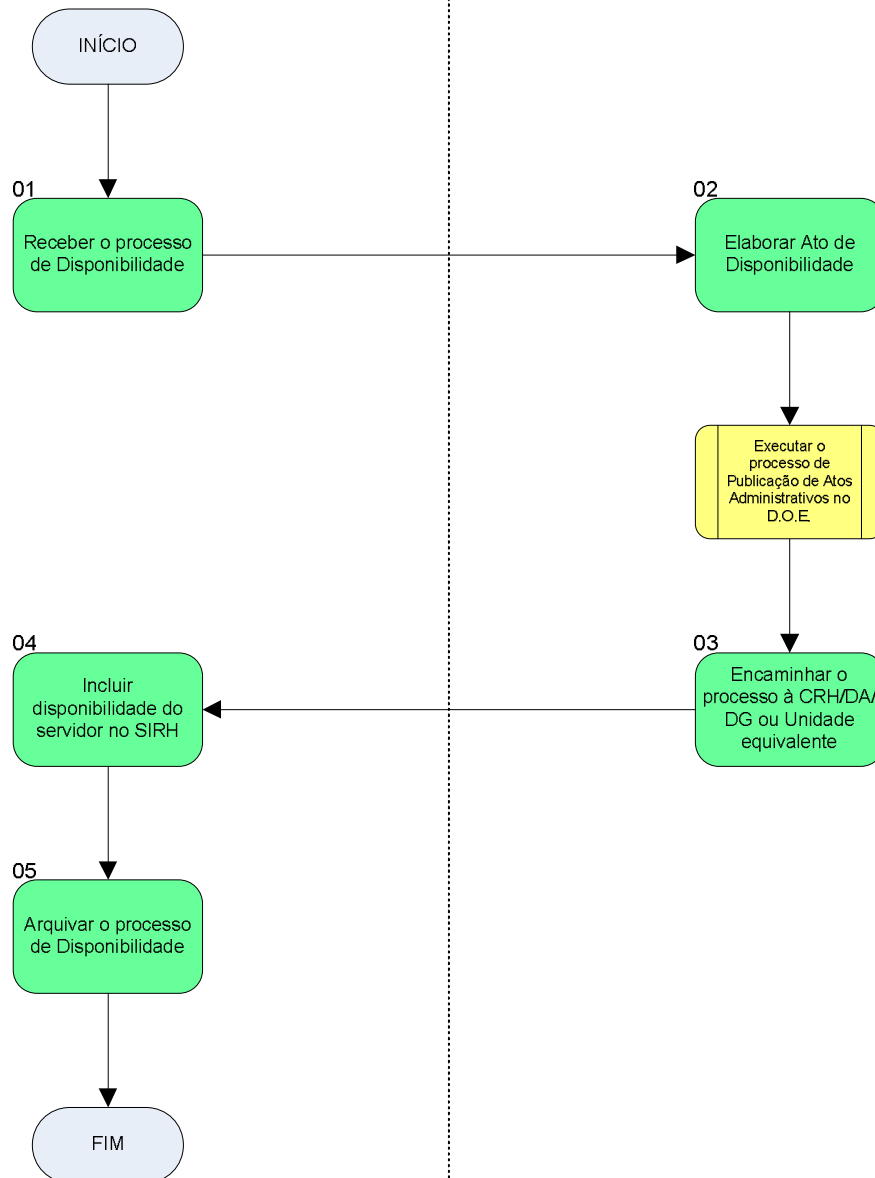 INÍCIO
01
Receber o processo
de Disponibilidade
02
Elaborar Ato de
Disponibilidade
Executar o
processo de
Publicação de Atos
Administrativos no
D.O.E.
03
Encaminhar o
processo à CRH/DA/
DG ou Unidade
equivalente
04
Incluir
disponibilidade do
servidor no SIRH
05
Arquivar o processo
de Disponibilidade
FIM